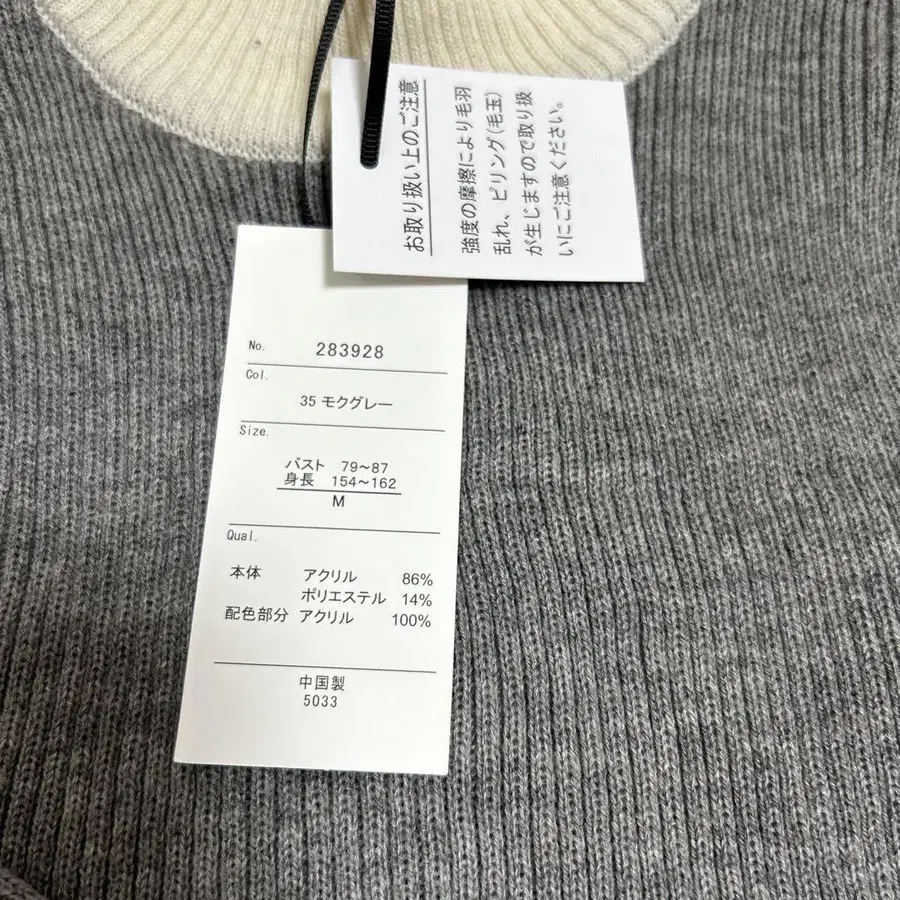 お取り扱い上のご注意
強度の摩擦により毛羽
乱れ、ピリング(毛玉)
が生じますので取り扱
いにご注意ください。
No. 283928
Col.
35 モクグレー
Size.
バスト 79〜87
身長 154〜162
M
Qual.
本体 アクリル 86%
ポリエステル 14%
配色部分 アクリル 100%
中国製
5033